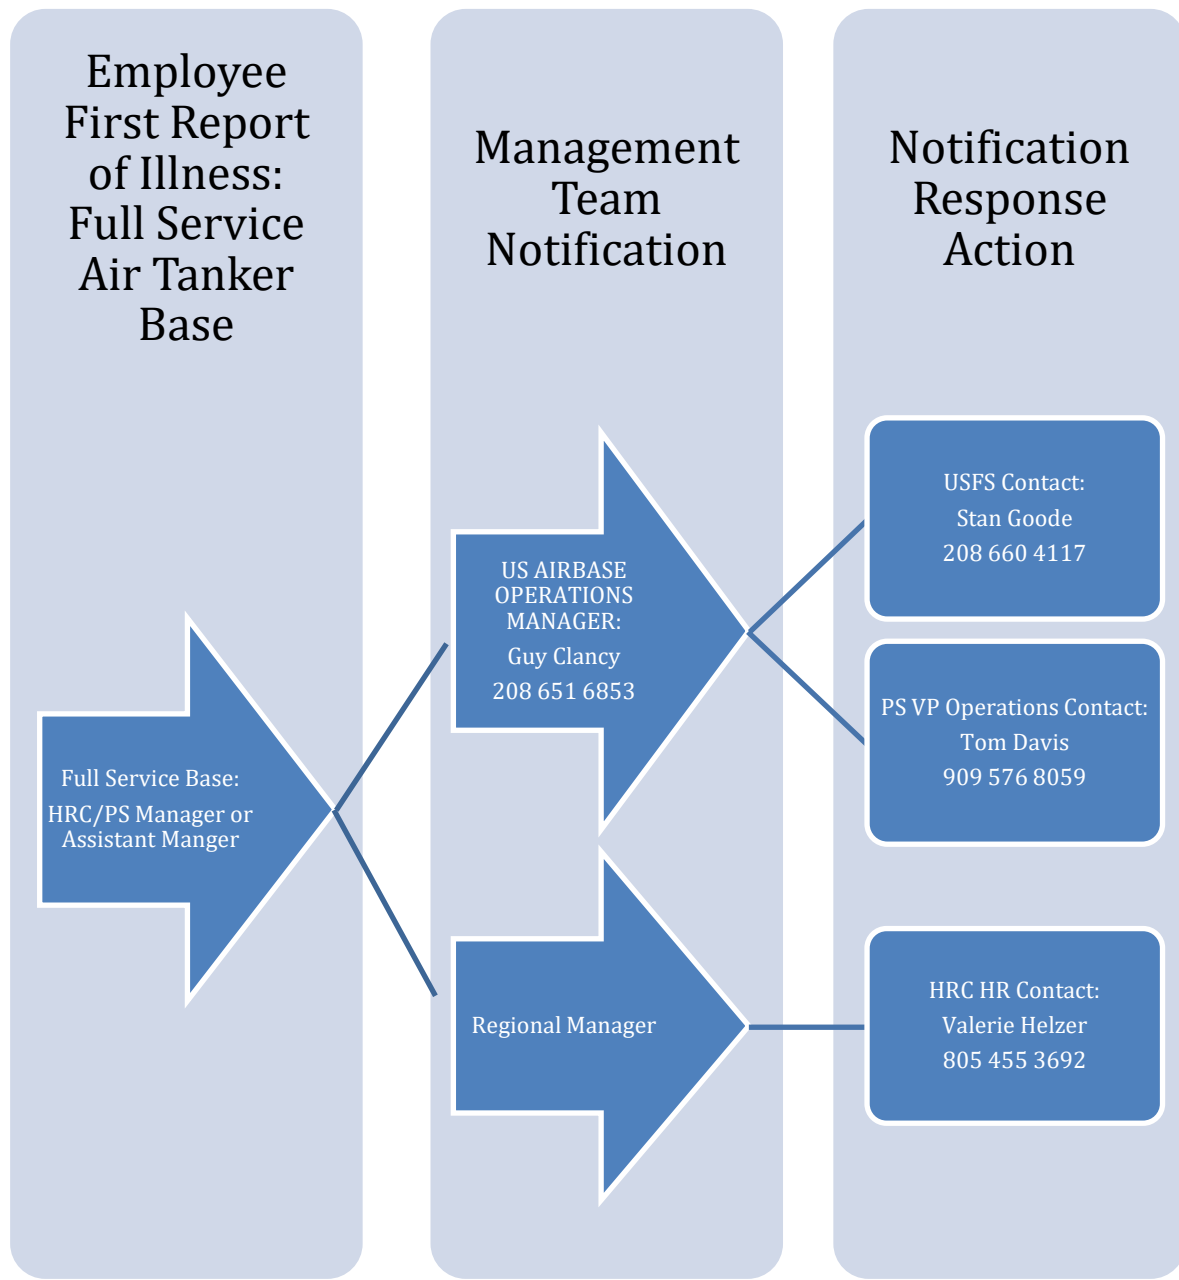 Employee
First Report
of Illness:
Full Service
Air Tanker
Base
Management
Team
Notification
Notification
Response
Action
Full Service Base:
HRC/PS Manager or
Assistant Manger
US AIRBASE
OPERATIONS
MANAGER:
Guy Clancy
208 651 6853
Regional Manager
USFS Contact:
Stan Goode
208 660 4117
PS VP Operations Contact:
Tom Davis
909 576 8059
HRC HR Contact:
Valerie Helzer
805 455 3692